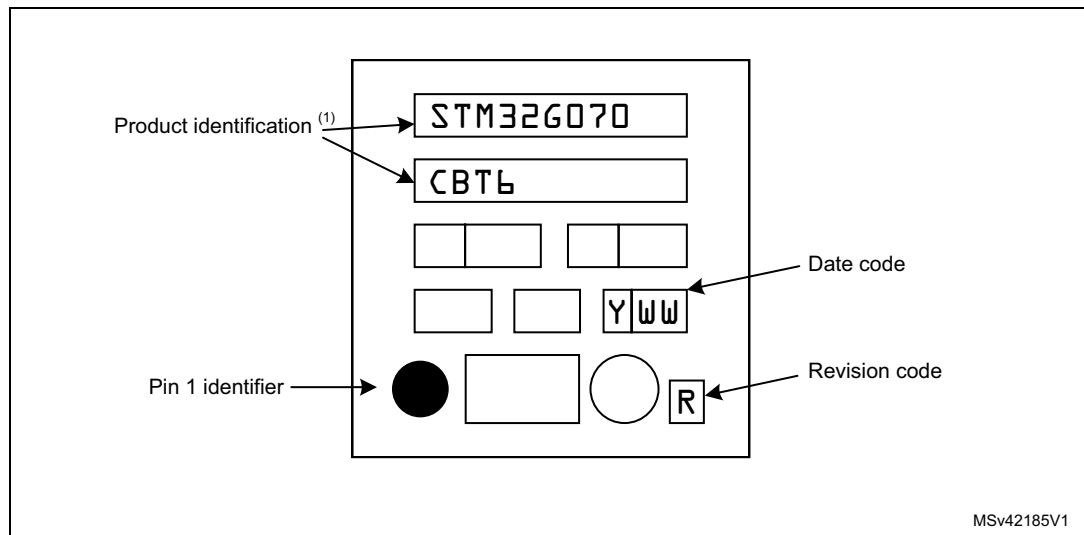 STM32G070
Product identification (1)
CBT6
Date code
Y WW
Pin 1 identifier
Revision code
R
MSv42185V1